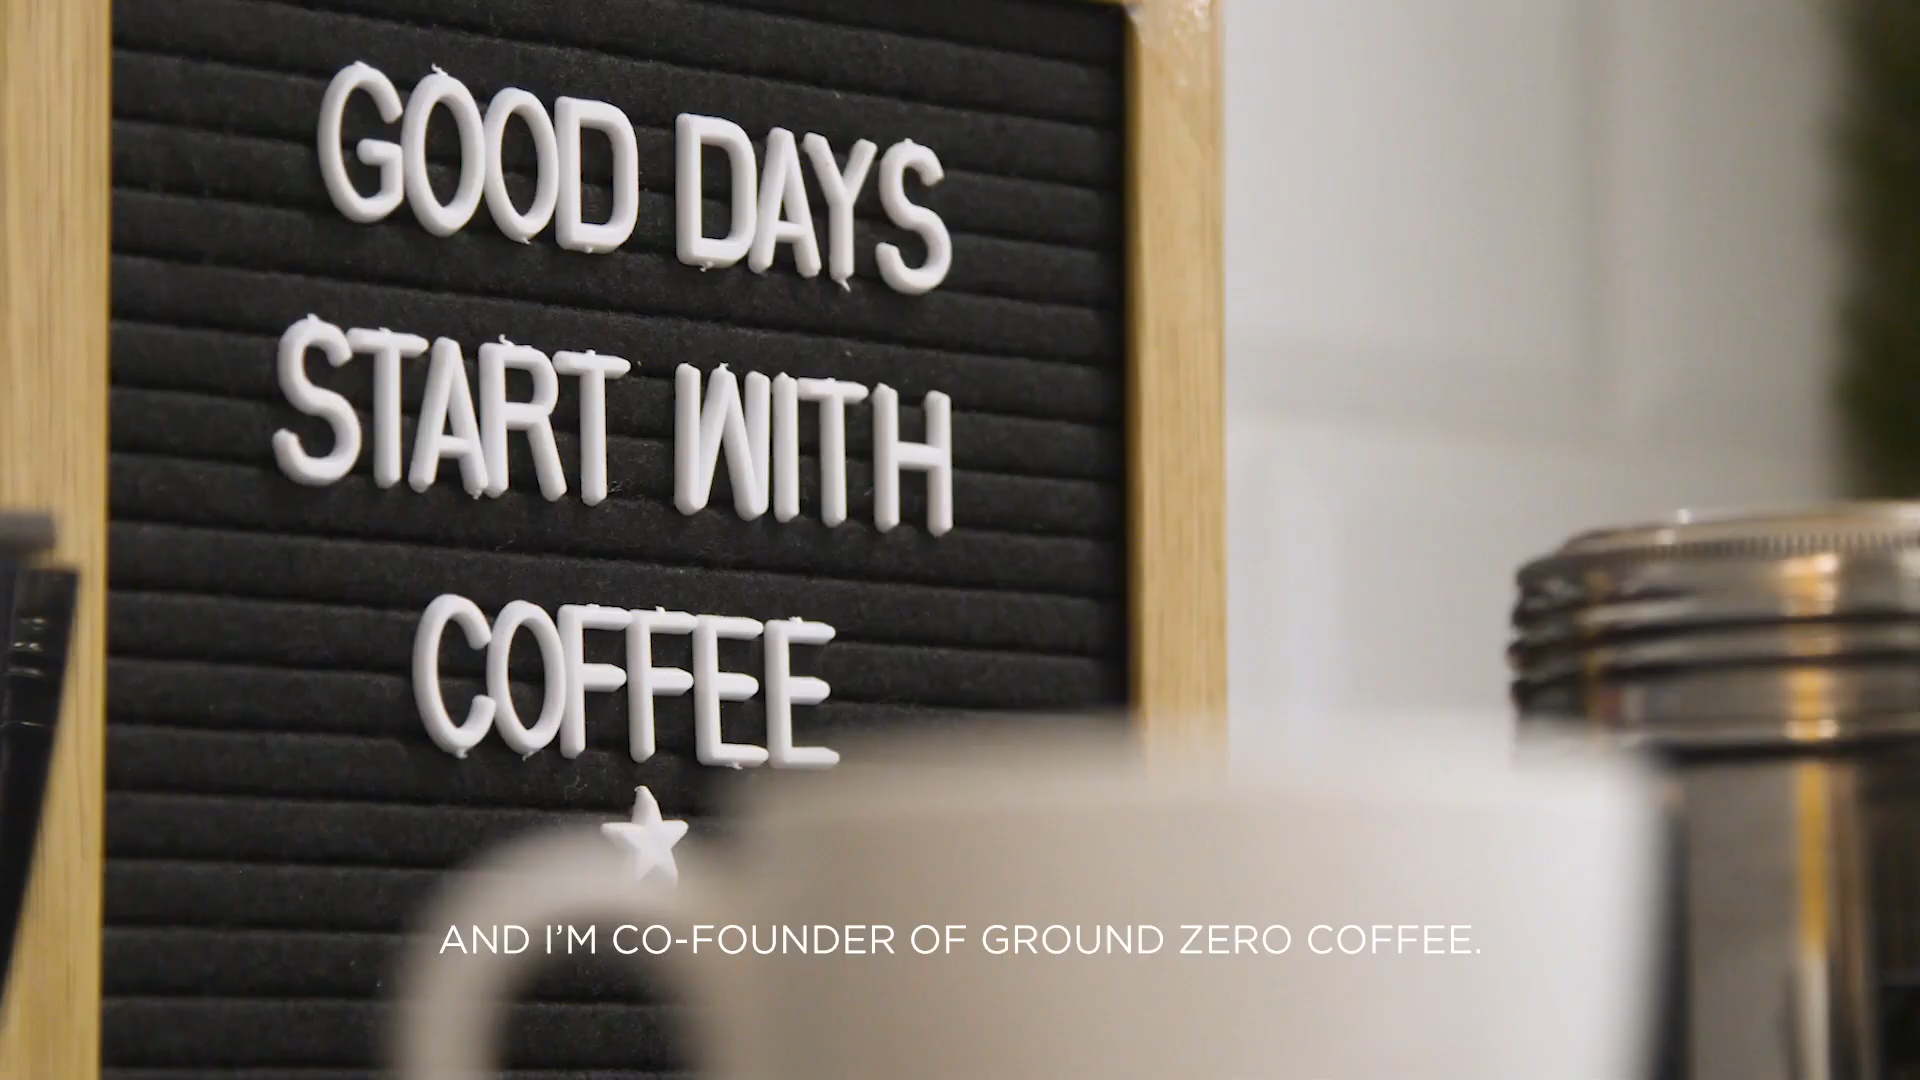 GOOD DAYS
START WITH
COFFEE
AND I'M CO-FOUNDER OF GROUND ZERO COFFEE.